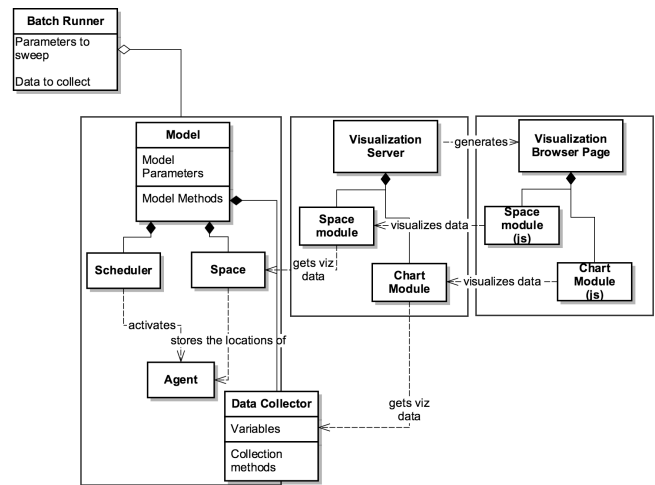 Batch Runner
Parameters to
sweep
Data to collect
Model
Model
Parameters
Model Methods
Scheduler
Space
activates
stores the locations of
Agent
Data Collector
Variables
Collection
methods
Visualization
Server
generates
Visualization
Browser Page
Space
module
visualizes data
Space
module
(js)
gets viz
data
Chart
Module
visualizes data
Chart
Module
(js)
gets viz
data